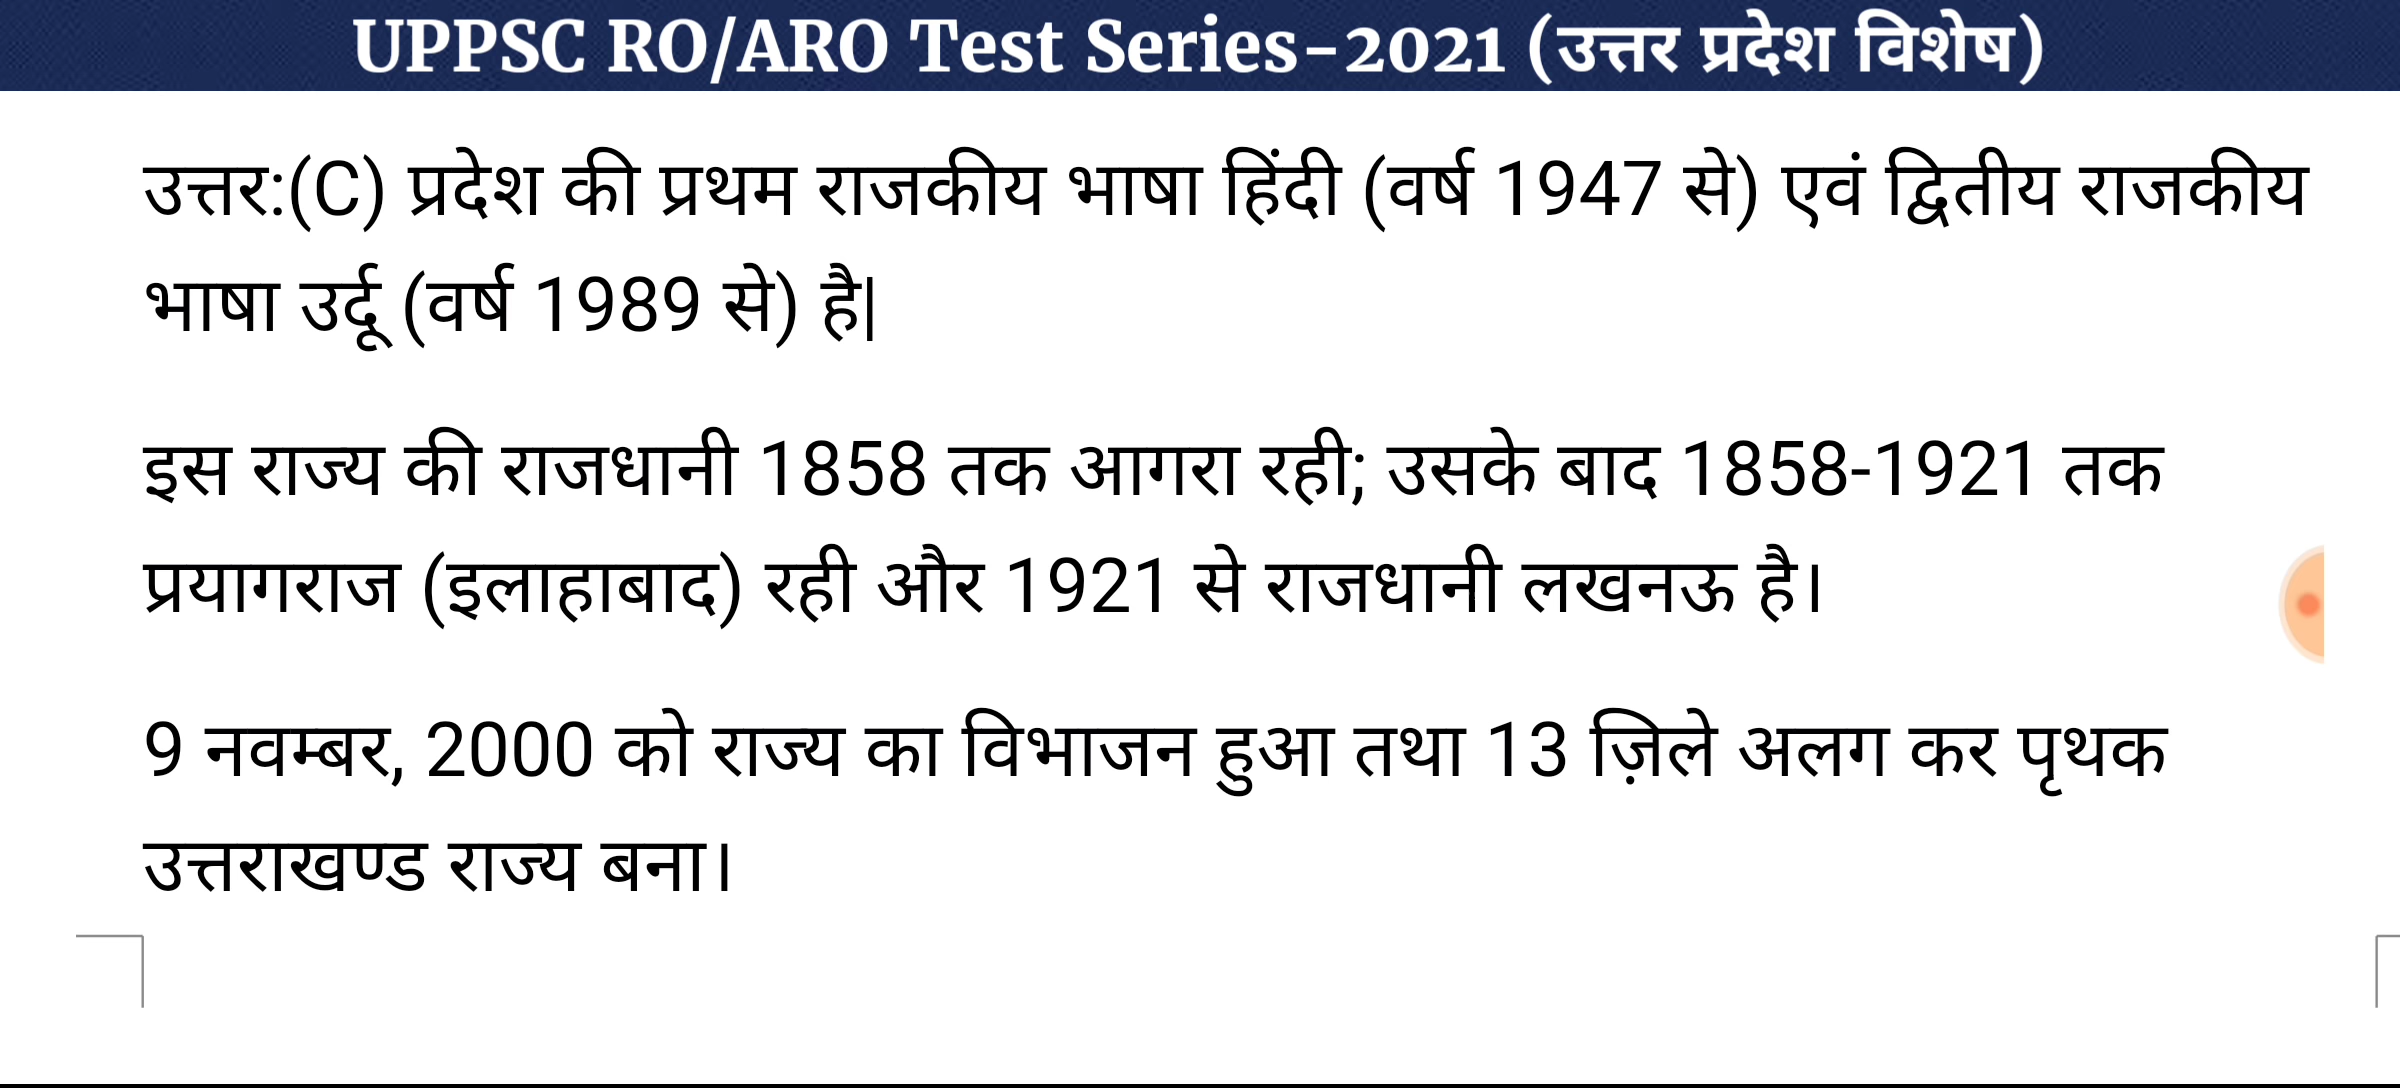 UPPSC RO/ARO Test Series-2021 (उत्तर प्रदेश विशेष)
उत्तर:(C) प्रदेश की प्रथम राजकीय भाषा हिंदी (वर्ष 1947 से) एवं द्वितीय राजकीय
भाषा उर्दू (वर्ष 1989 से) है|
इस राज्य की राजधानी 1858 तक आगरा रही; उसके बाद 1858-1921 तक
प्रयागराज (इलाहाबाद) रही और 1921 से राजधानी लखनऊ है।
9 नवम्बर, 2000 को राज्य का विभाजन हुआ तथा 13 ज़िले अलग कर पृथक
उत्तराखण्ड राज्य बना।